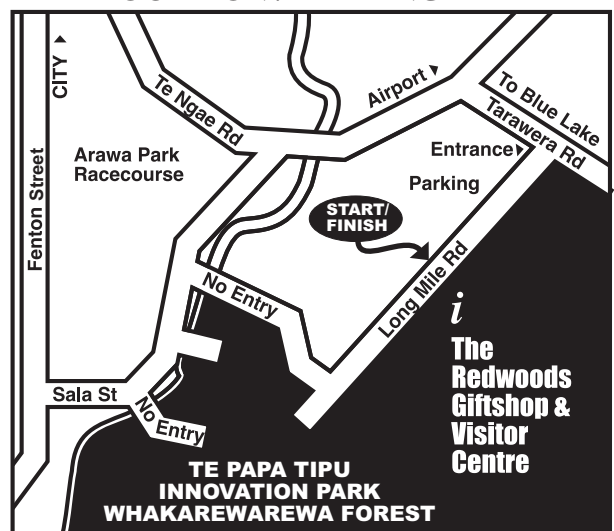 CITY
Te Ngae Rd
Airport
To Blue Lake
Tarawera Rd
Arawa Park
Racecourse
Entrance
Parking
Fenton Street
START/
FINISH
No Entry
Long Mile Rd
i
The
Redwoods
Giftshop &
Visitor
Centre
Sala St
No Entry
TE PAPA TIPU
INNOVATION PARK
WHAKAREWAREWA FOREST